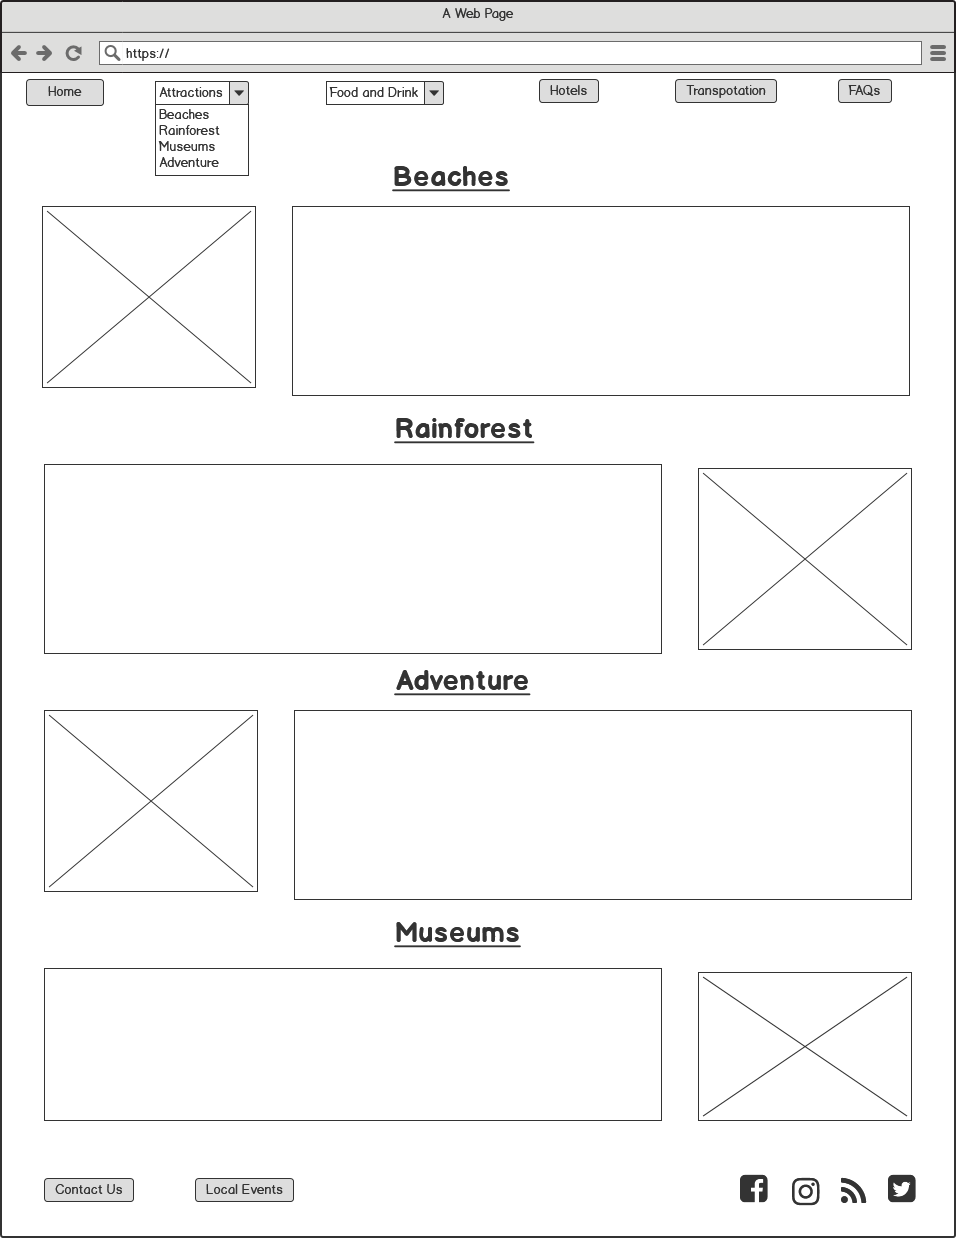 A Web Page
https://
Home
Attractions
Food and Drink
Hotels
Transpotation
FAQs
Beaches
Rainforest
Museums
Adventure
Beaches
Rainforest
Adventure
Museums
Contact Us
Local Events